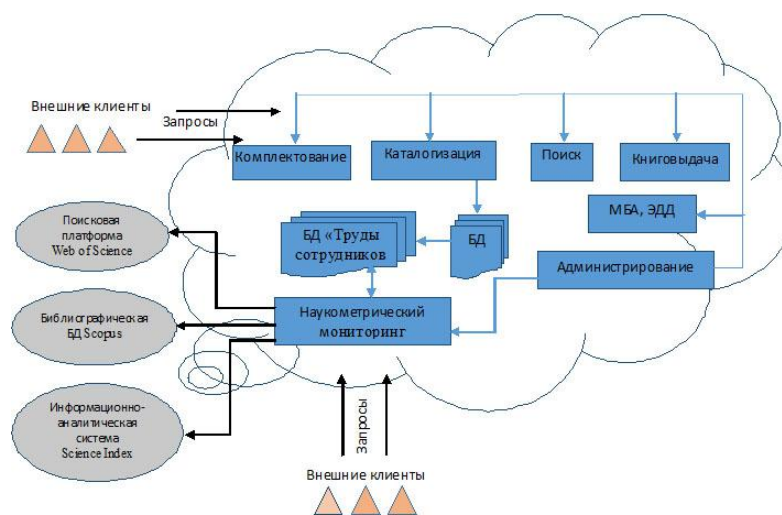 Внешние клиенты
Запросы
Комплектование
Каталогизация
Поиск
Книговыдача
МБА, ЭДД
Поисковая
платформа
Web of Science
БД «Труды
сотрудников
БД
Администрирование
Библиографическая
БД Scopus
Наукометрический
мониторинг
Информационно-
аналитическая
система
Science Index
Запросы
Внешние клиенты